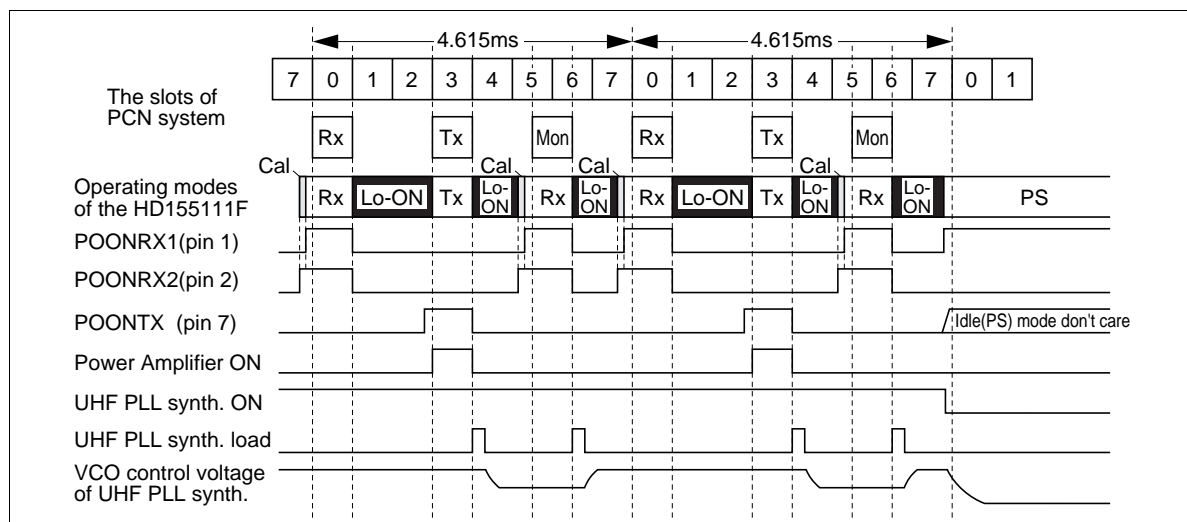 4.615ms 4.615ms
7 0 1 2 3 4 5 6 7 0 1 2 3 4 5 6 7 0 1
The slots of
PCN system
Rx Tx Mon Rx Tx Mon
Cal Cal Cal Cal
Operating modes
of the HD155111F
Rx Lo-ON Tx Lo-
ON Rx Lo-
ON Rx Lo-ON Tx Lo-
ON Rx Lo-
ON PS
POONRX1(pin 1)
POONRX2(pin 2)
POONTX (pin 7)
Idle(PS) mode don't care
Power Amplifier ON
UHF PLL synth. ON
UHF PLL synth. load
VCO control voltage
of UHF PLL synth.